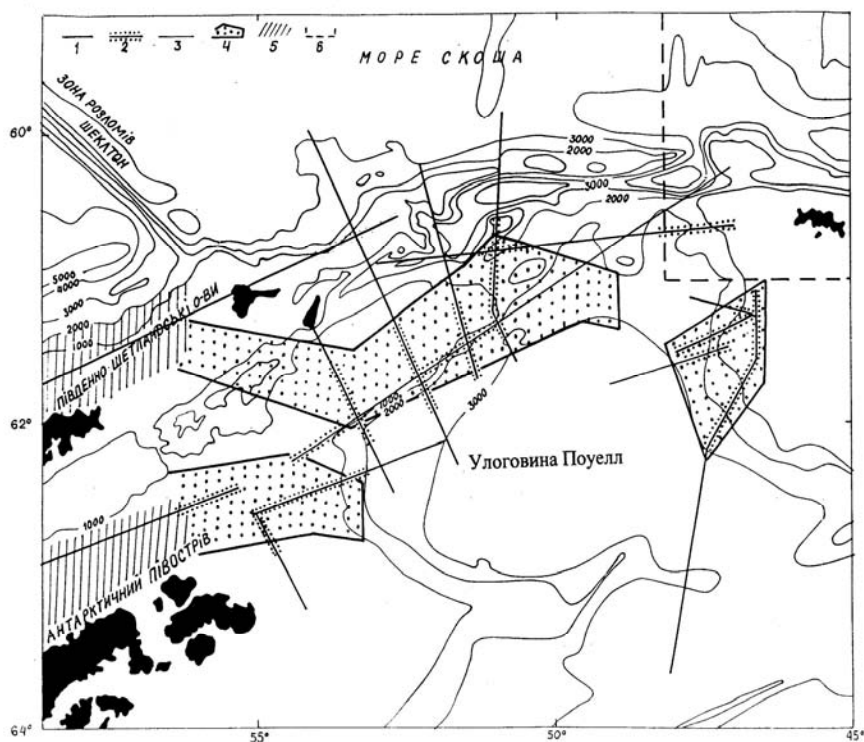 1 2 3 4 5 6
МОРЕ СКОША
ЗОНА РОЗЛОМІВ
ШЕКЛТОН
60°
3000
2000
3000
2000
5000
4000
3000
2000
1000
ПІВДЕННО ШЕТЛАНДСЬКІ О-ВИ
62°
1000
2000
3000
Улоговина Поуелл
1000
АНТАРКТИЧНИЙ ПІВОСТРІВ
64°
55°
50°
45°